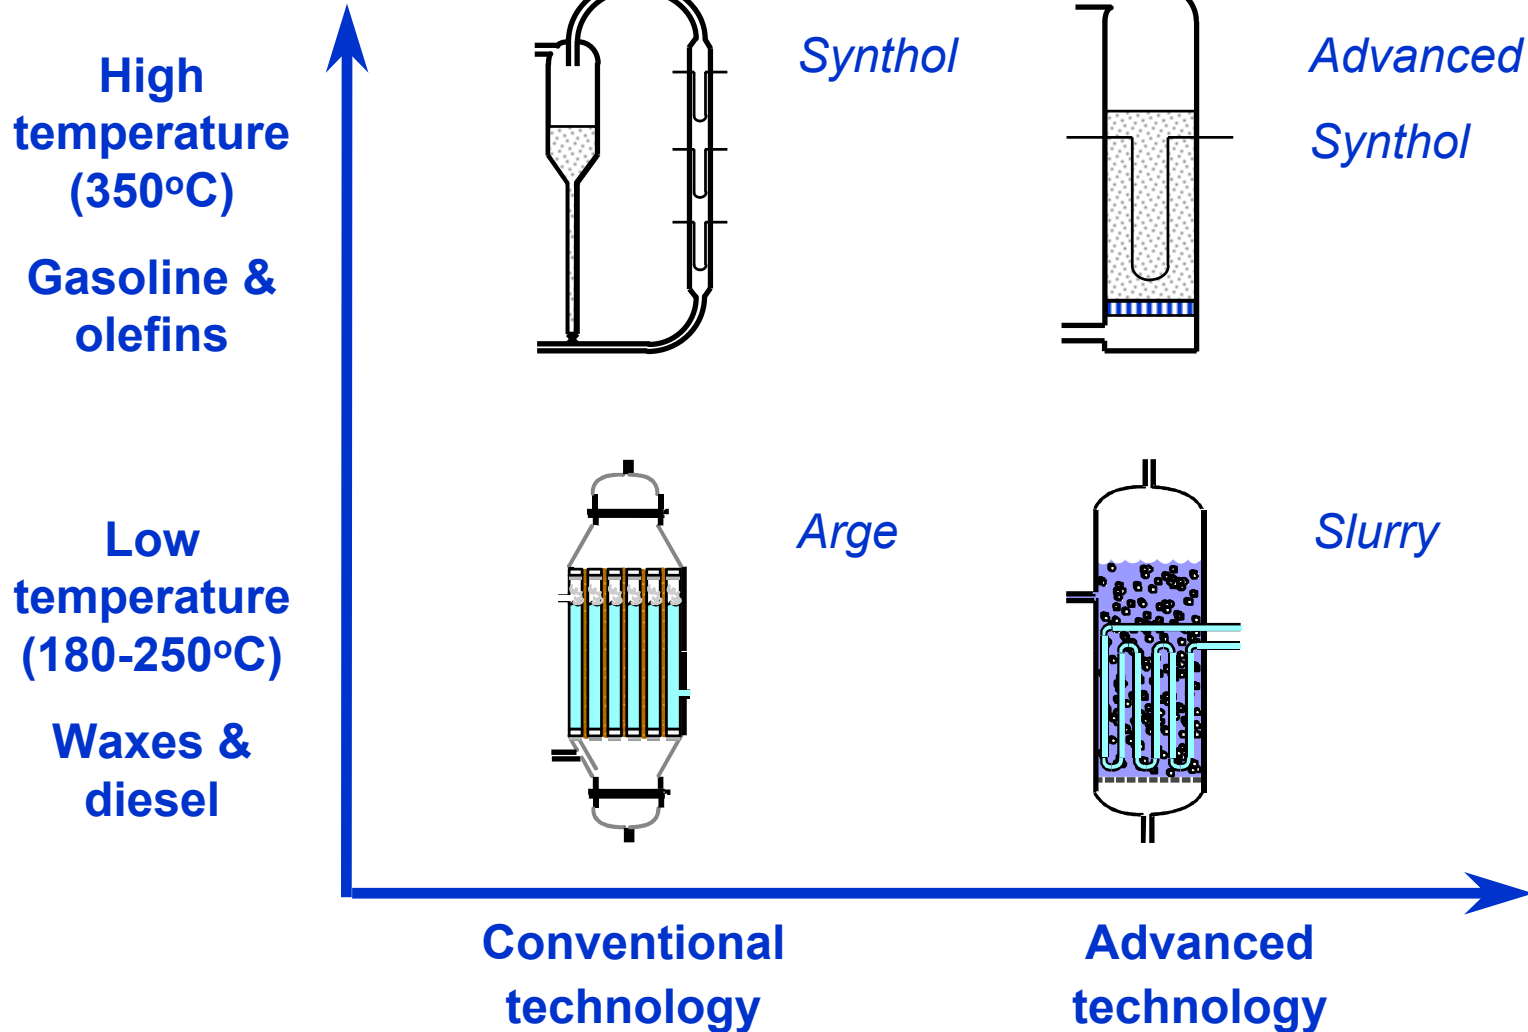 High
temperature
(350ºC)
Gasoline &
olefins
Synthol
Advanced
Synthol
Low
temperature
(180-250ºC)
Waxes &
diesel
Arge
Slurry
Conventional
technology
Advanced
technology